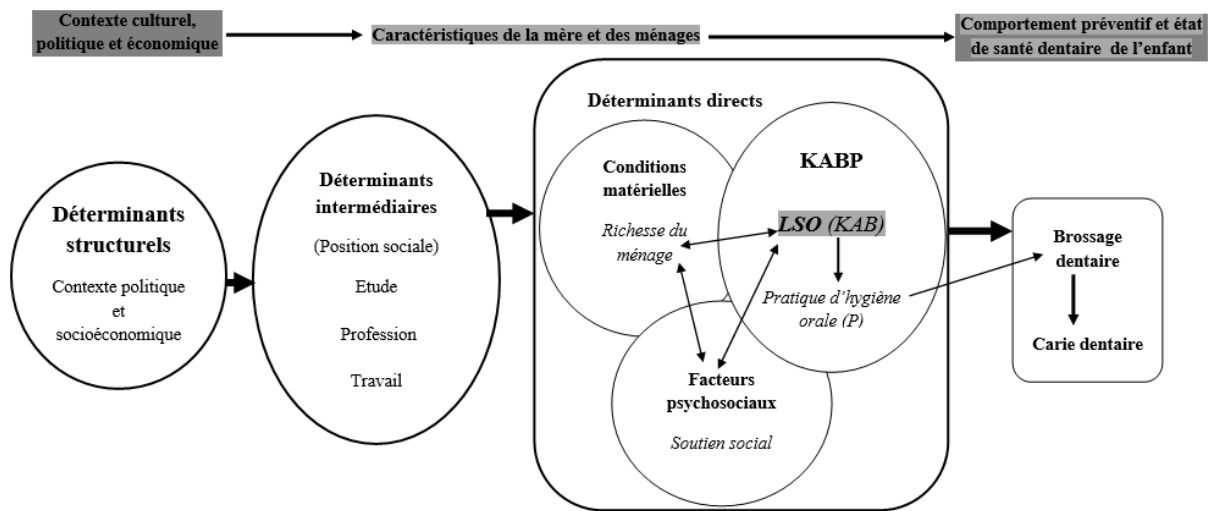 Contexte culturel,
politique et économique
Caractéristiques de la mère et des ménages
Comportement préventif et état
de santé dentaire de l'enfant
Déterminants
structurels
Contexte politique
et
socioéconomique
Déterminants
intermédiaires
(Position sociale)
Etude
Profession
Travail
Déterminants directs
Conditions
matérielles
Richesse du
ménage
KABP
LSO (KAB)
Pratique d'hygiène
orale (P)
Facteurs
psychosociaux
Soutien social
Brossage
dentaire
Carie dentaire